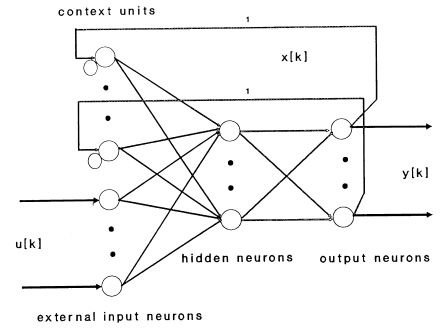 context units
1
x[k]
1
y[k]
u[k]
hidden neurons
output neurons
external input neurons